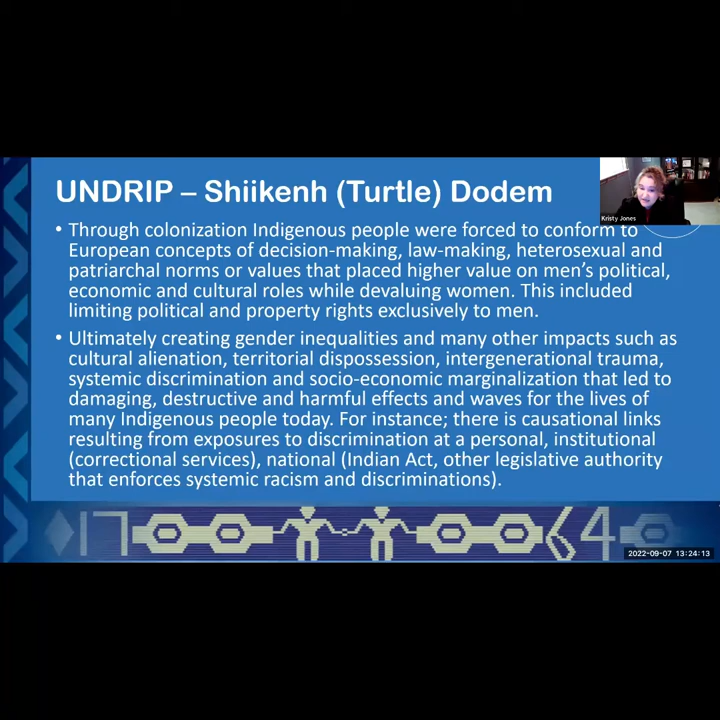 UNDRIP – Shiikenh (Turtle) Dodem
Kristy Jones
• Through colonization Indigenous people were forced to conform to
European concepts of decision-making, law-making, heterosexual and
patriarchal norms or values that placed higher value on men's political,
economic and cultural roles while devaluing women. This included
limiting political and property rights exclusively to men.
• Ultimately creating gender inequalities and many other impacts such as
cultural alienation, territorial dispossession, intergenerational trauma,
systemic discrimination and socio-economic marginalization that led to
damaging, destructive and harmful effects and waves for the lives of
many Indigenous people today. For instance; there is causational links
resulting from exposures to discrimination at a personal, institutional
(correctional services), national (Indian Act, other legislative authority
that enforces systemic racism and discriminations).
17 64
2022-09-07 13:24:13